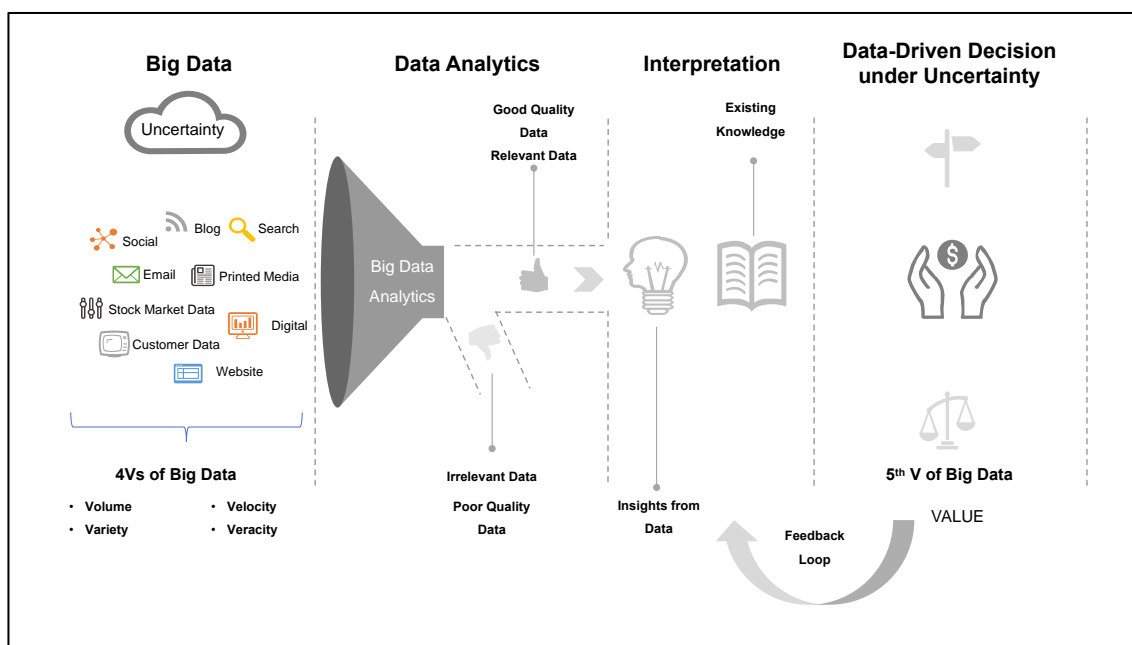 Big Data
Data Analytics
Interpretation
Data-Driven Decision
under Uncertainty
Uncertainty
Social
Blog
Search
Email
Printed Media
Stock Market Data
Digital
Customer Data
Website
4Vs of Big Data
• Volume
• Variety
• Velocity
• Veracity
Good Quality
Data
Relevant Data
Big Data
Analytics
Irrelevant Data
Poor Quality
Data
Existing
Knowledge
Insights from
Data
$
5th V of Big Data
VALUE
Feedback
Loop